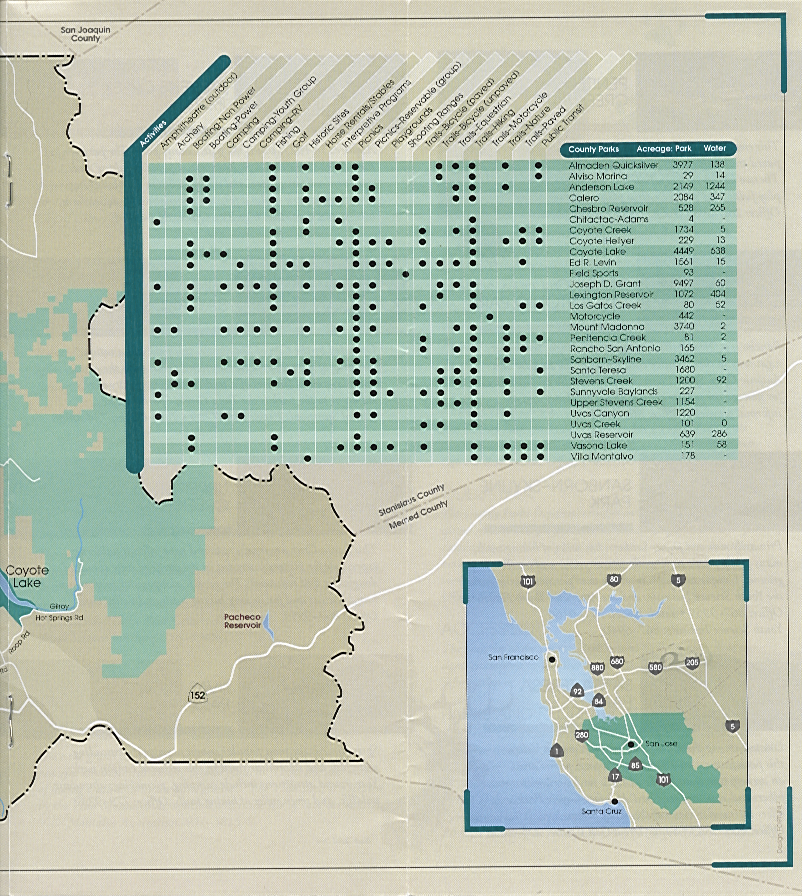 San Joaquin
County
Activities
Amphitheatre (outdoor)
Archery
Boating-Non Power
Boating-Power
Camping
Camping-Youth Group
Camping-RV
Fishing
Golf
Historic Sites
Horse Rentals/Stables
Interpretive Programs
Picnics
Picnics-Reservable (group)
Playgrounds
Shooting Ranges
Trails-Bicycle (paved)
Trails-Bicycle (unpaved)
Trails-Equestrian
Trails-Hiking
Trails-Motorcycle
Trails-Nature
Trails-Paved
Public Transit
County Parks Acreage: Park Water
Almaden Quicksilver 3977 138
Alviso Marina 29 14
Anderson Lake 2149 1244
Calero 2084 347
Chesbro Reservoir 528 265
Chitactac-Adams 4 -
Coyote Creek 1734 5
Coyote Hellyer 229 13
Coyote Lake 4449 638
Ed R. Levin 1561 15
Field Sports 93 -
Joseph D. Grant 9497 60
Lexington Reservoir 1072 404
Los Gatos Creek 80 52
Motorcycle 442 -
Mount Madonna 3740 2
Penitencia Creek 81 2
Rancho San Antonio 165 -
Sanborn-Skyline 3462 5
Santa Teresa 1680 -
Stevens Creek 1200 92
Sunnyvale Baylands 227 -
Upper Stevens Creek 1154 -
Uvas Canyon 1220 -
Uvas Creek 101 0
Uvas Reservoir 639 286
Vasona Lake 151 58
Villa Montalvo 178 -
Stanislaus County
Merced County
Coyote
Lake
Gilroy
Hot Springs Rd
Roop Rd
Rd
Pacheco
Reservoir
152
101
80
5
San Francisco
880
680
580
205
92
84
5
280
San Jose
1
85
17
101
Santa Cruz